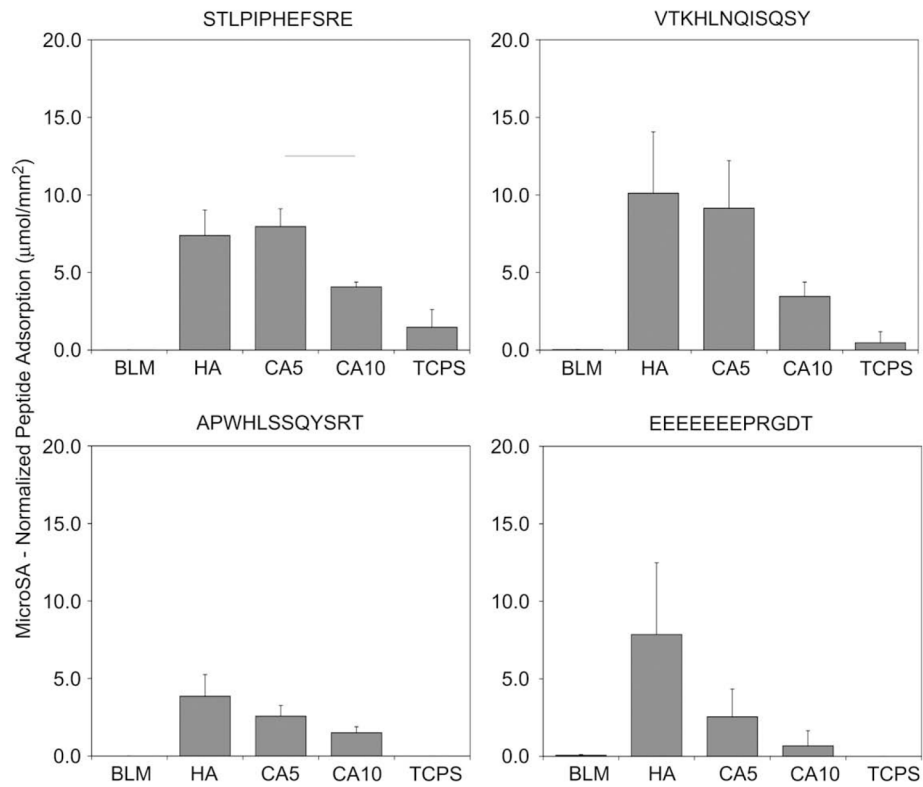 STLPIPHEFSRE
20.0
15.0
10.0
5.0
0.0
BLM HA CA5 CA10 TCPS
VTKHLNQISQSY
20.0
15.0
10.0
5.0
0.0
BLM HA CA5 CA10 TCPS
APWHLSSQYSRT
20.0
15.0
10.0
5.0
0.0
BLM HA CA5 CA10 TCPS
EEEEEEEPRGDT
20.0
15.0
10.0
5.0
0.0
BLM HA CA5 CA10 TCPS
MicroSA - Normalized Peptide Adsorption (μmol/mm²)